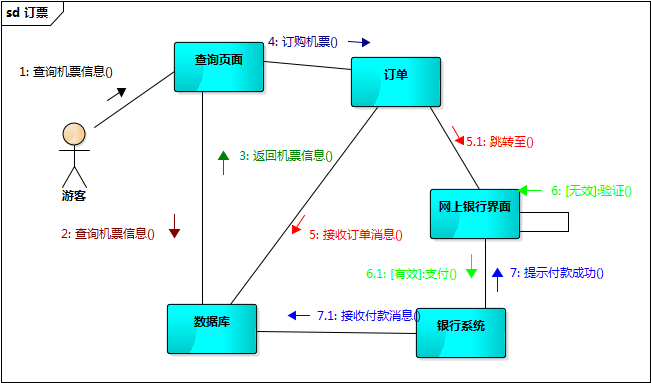 sd 订票
4: 订购机票()
查询页面
订单
1: 查询机票信息()
5.1: 跳转至()
3: 返回机票信息()
游客
6: [无效]:验证()
网上银行界面
2: 查询机票信息()
5: 接收订单消息()
6.1: [有效]:支付()
7: 提示付款成功()
数据库
7.1: 接收付款消息()
银行系统